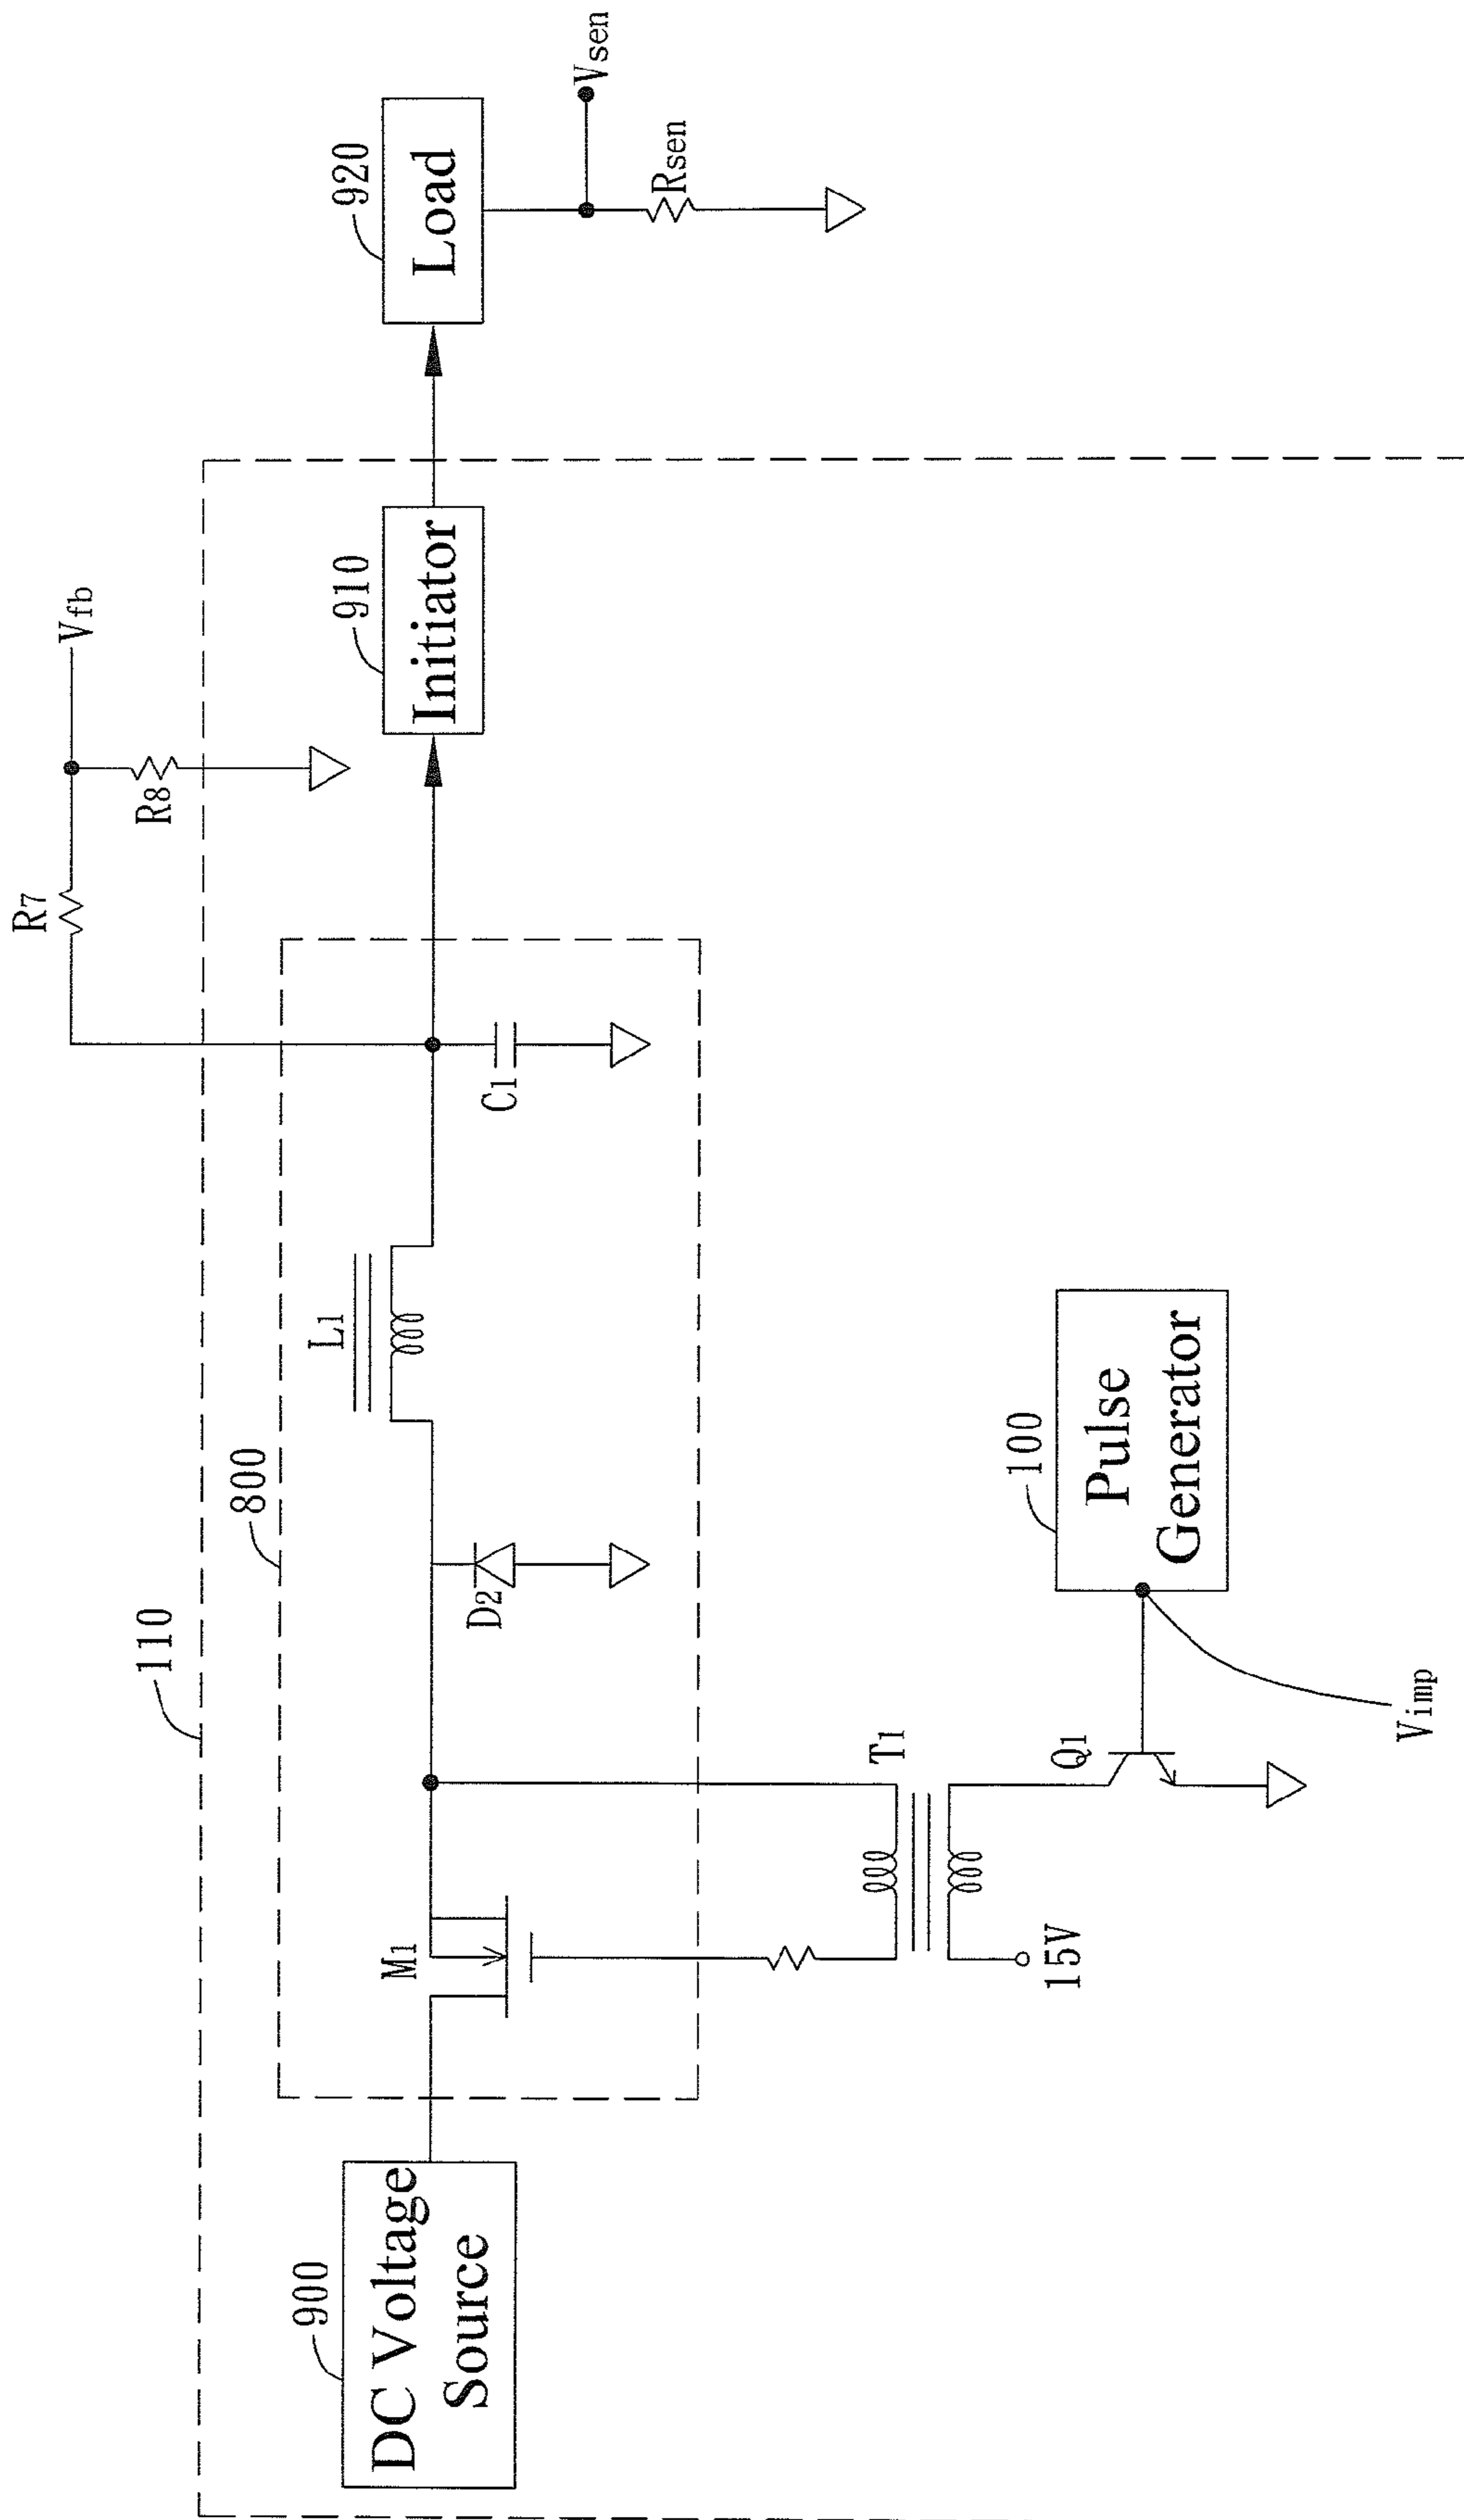 110
800
900
DC Voltage
Source
M1
D2
L1
C1
R7
R8
Vfb
910
Initiator
920
Load
Vsen
Rsen
T1
15V
Q1
100
Pulse
Generator
Vimp